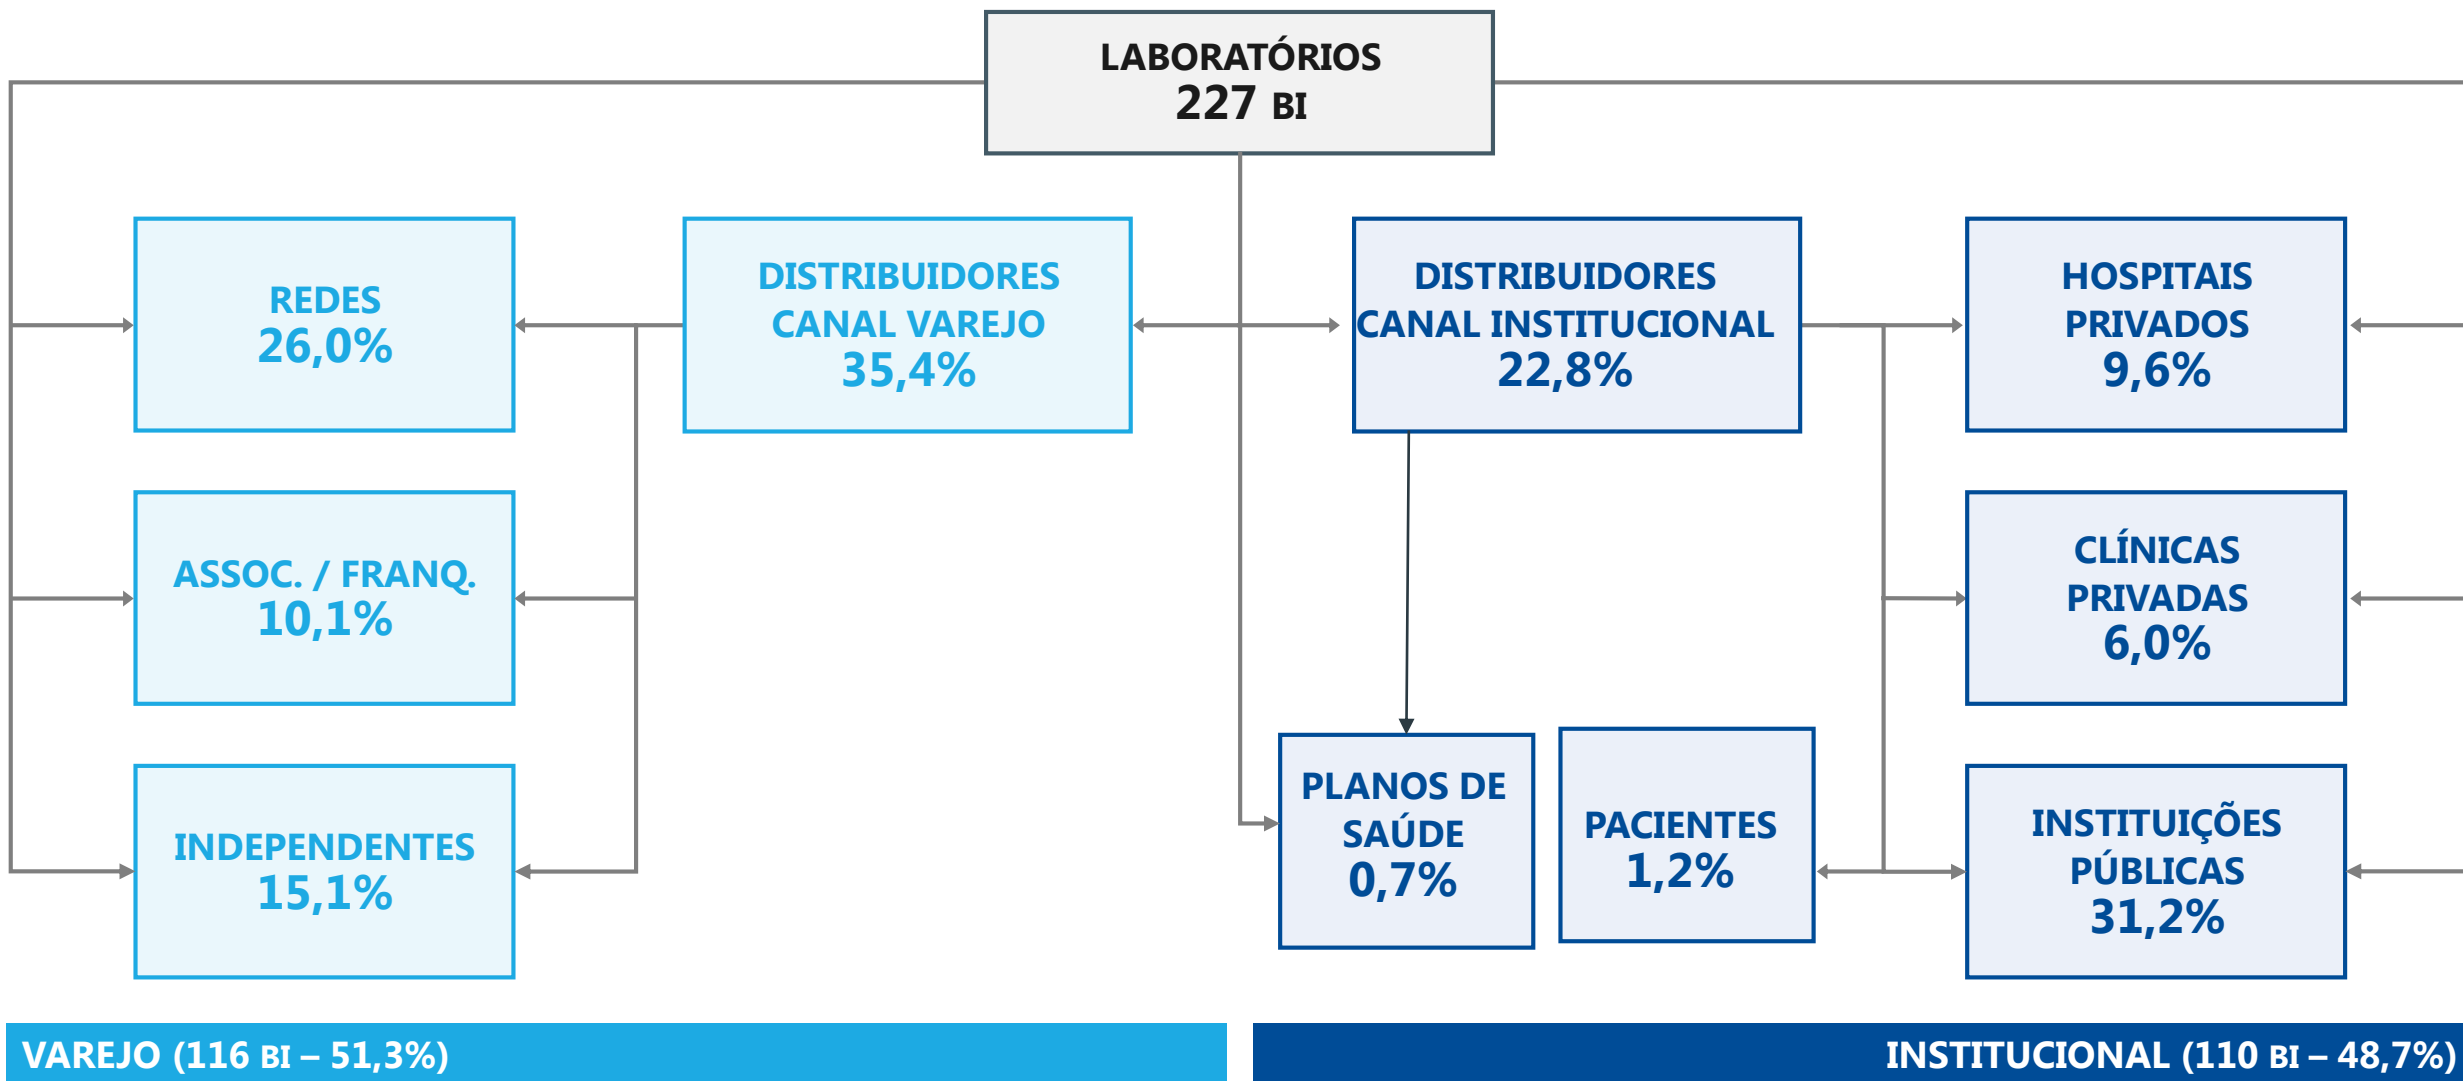 LABORATÓRIOS
227 BI
REDES
26,0%
DISTRIBUIDORES
CANAL VAREJO
35,4%
DISTRIBUIDORES
CANAL INSTITUCIONAL
22,8%
HOSPITAIS
PRIVADOS
9,6%
ASSOC. / FRANQ.
10,1%
CLÍNICAS
PRIVADAS
6,0%
INDEPENDENTES
15,1%
PLANOS DE
SAÚDE
0,7%
PACIENTES
1,2%
INSTITUIÇÕES
PÚBLICAS
31,2%
VAREJO (116 BI – 51,3%)
INSTITUCIONAL (110 BI – 48,7%)